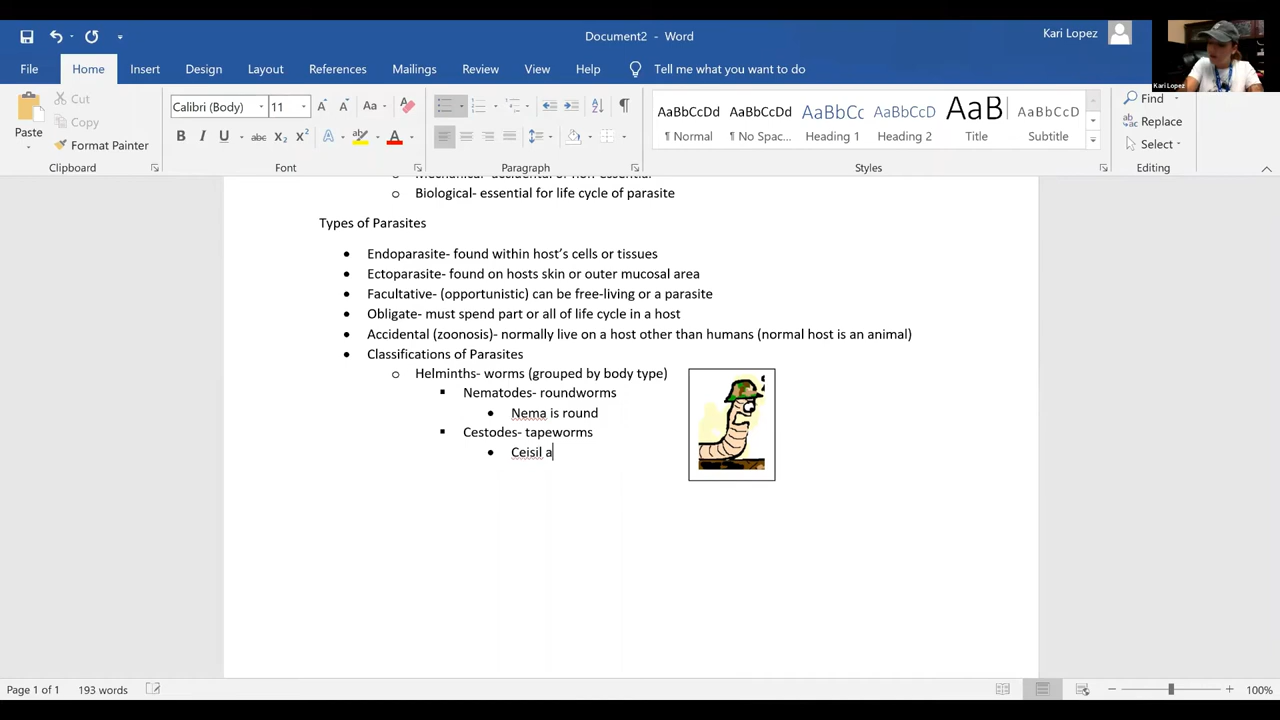 Document2 - Word
Kari Lopez
File Home Insert Design Layout References Mailings Review View Help Tell me what you want to do
Kari Lopez
Paste
Cut
Copy
Format Painter
Calibri (Body) 11
Aa
AaBbCcDd AaBbCcDd AaBbCc AaBbCcD AaB AaBbCcD
¶ Normal ¶ No Spac... Heading 1 Heading 2 Title Subtitle
Find
Replace
Select
Clipboard Font Paragraph Styles Editing
Biological- essential for life cycle of parasite
Types of Parasites
Endoparasite- found within host's cells or tissues
Ectoparasite- found on hosts skin or outer mucosal area
Facultative- (opportunistic) can be free-living or a parasite
Obligate- must spend part or all of life cycle in a host
Accidental (zoonosis)- normally live on a host other than humans (normal host is an animal)
Classifications of Parasites
Helminths- worms (grouped by body type)
Nematodes- roundworms
Nema is round
Cestodes- tapeworms
Ceisil a
Page 1 of 1 193 words 100%